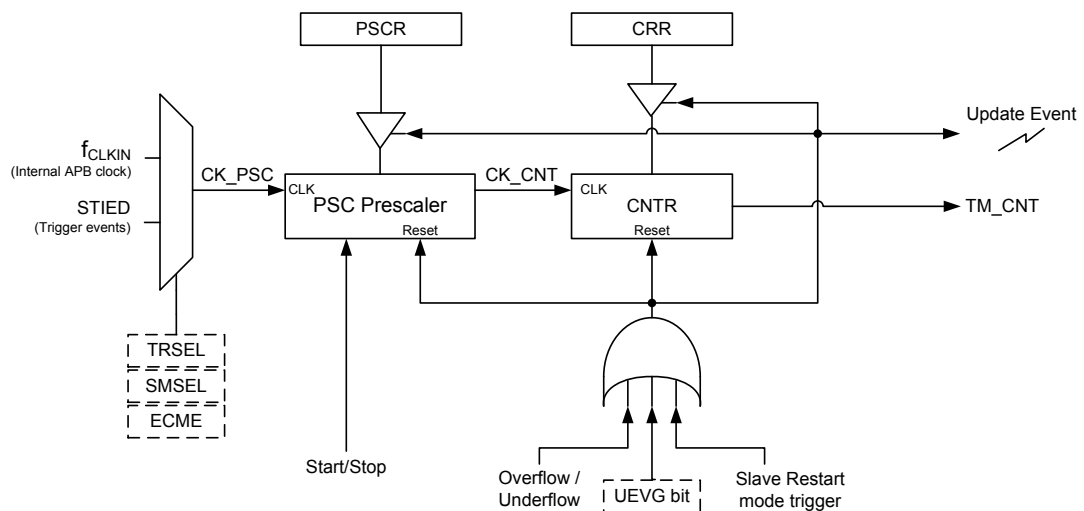 PSCR
CRR
Update Event
fCLKIN
(Internal APB clock)
CK_PSC
CLK
PSC Prescaler
Reset
CK_CNT
CLK
CNTR
Reset
TM_CNT
STIED
(Trigger events)
TRSEL
SMSEL
ECME
Start/Stop
Overflow /
Underflow
UEVG bit
Slave Restart
mode trigger